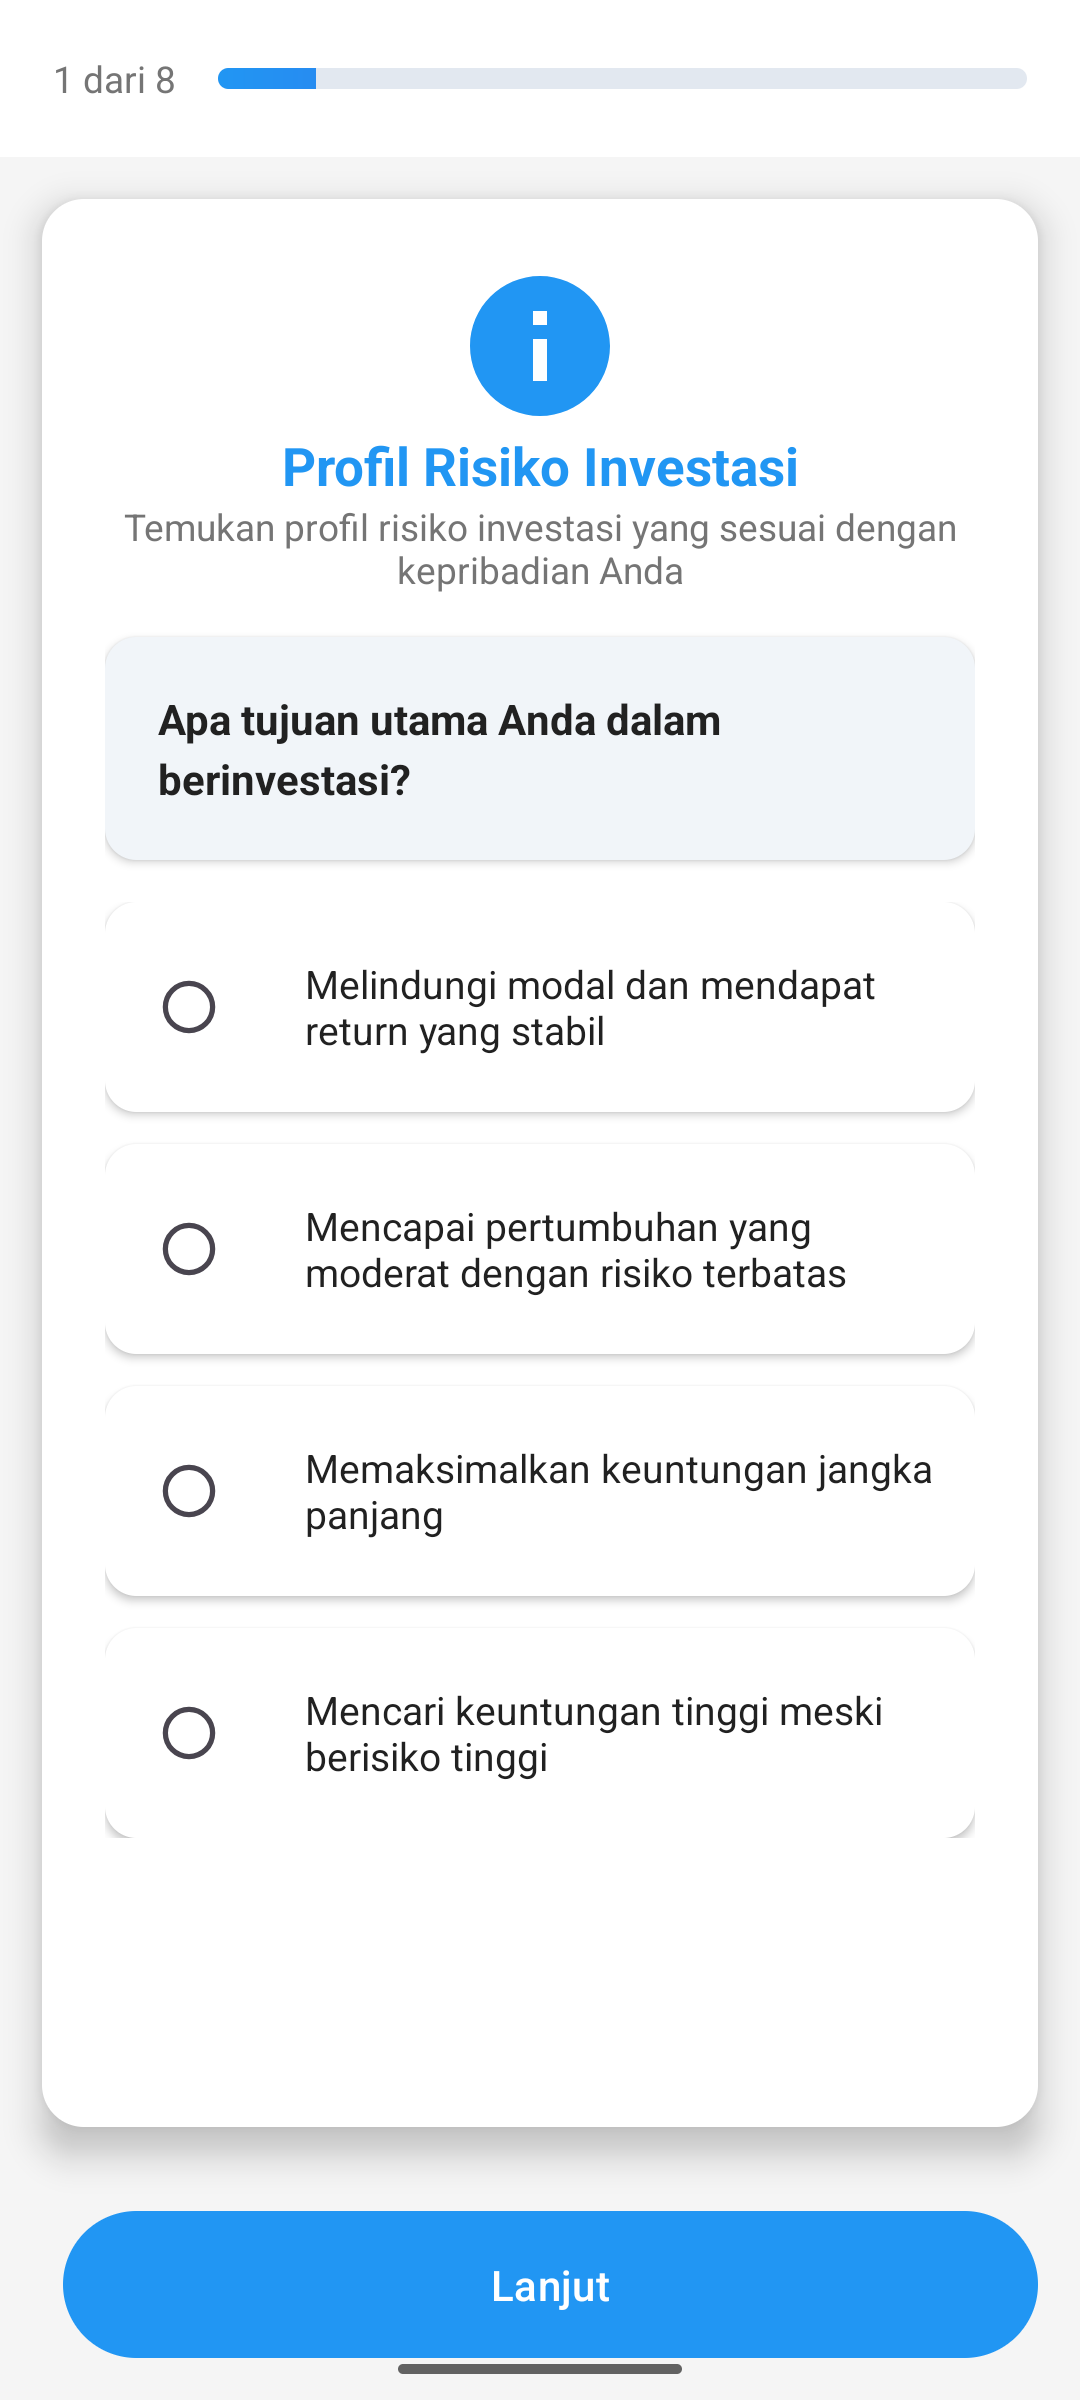 1 dari 8
Profil Risiko Investasi
Temukan profil risiko investasi yang sesuai dengan
kepribadian Anda
Apa tujuan utama Anda dalam
berinvestasi?
Melindungi modal dan mendapat
return yang stabil
Mencapai pertumbuhan yang
moderat dengan risiko terbatas
Memaksimalkan keuntungan jangka
panjang
Mencari keuntungan tinggi meski
berisiko tinggi
Lanjut